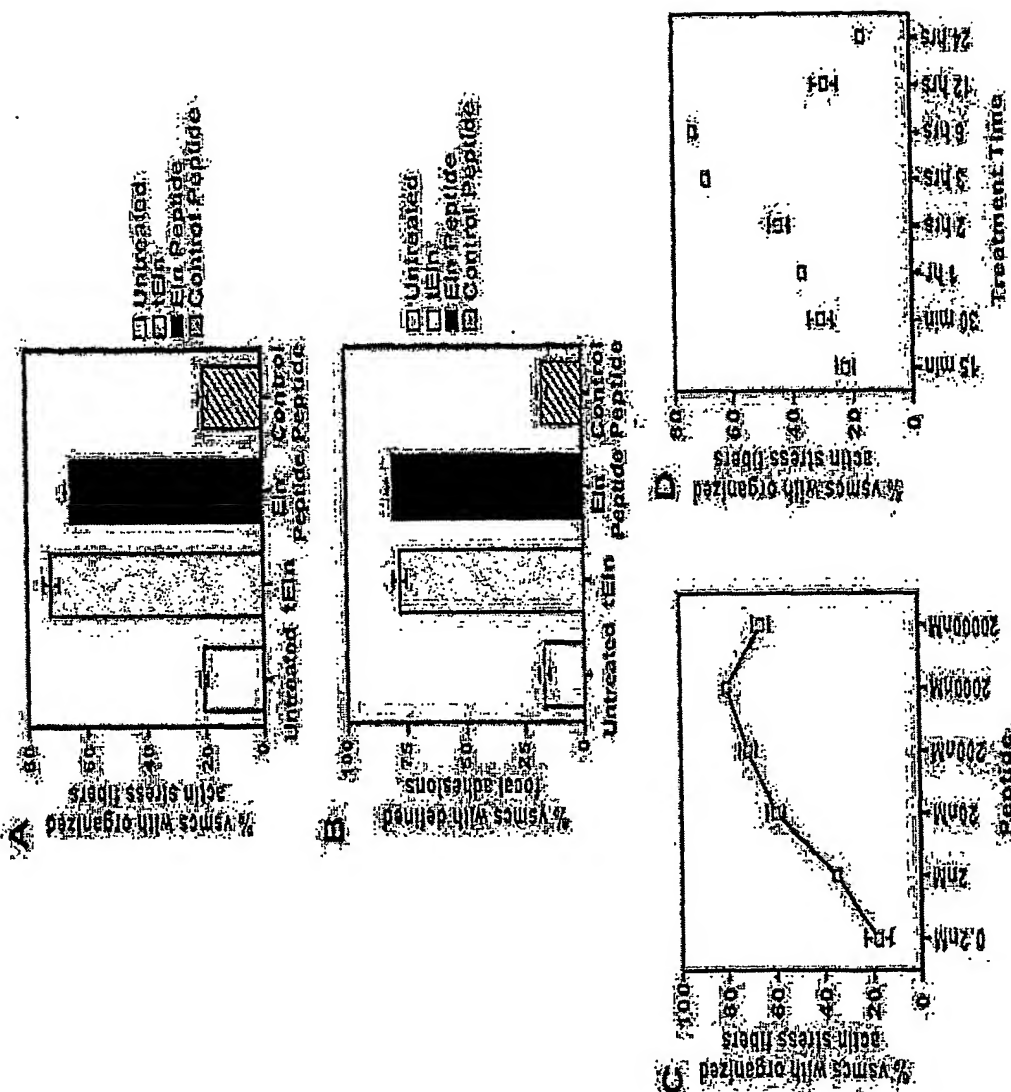 A
% vsmcs with organized
actin stress fibers
80
60
40
20
0
Untreated tEln Eln Control
Peptide Peptide
Untreated
tEln
Eln Peptide
Control Peptide
B
% vsmcs with defined
focal adhesions
100
75
50
25
0
Untreated tEln Eln Control
Peptide Peptide
Untreated
tEln
Eln Peptide
Control Peptide
C
% vsmcs with organized
actin stress fibers
100
80
60
40
20
0
0.2nM 2nM 20nM 200nM 2000nM 20000nM
Peptide
D
% vsmcs with organized
actin stress fibers
80
60
40
20
0
15 min 30 min 1 hr 2 hrs 3 hrs 6 hrs 12 hrs 24 hrs
Treatment Time